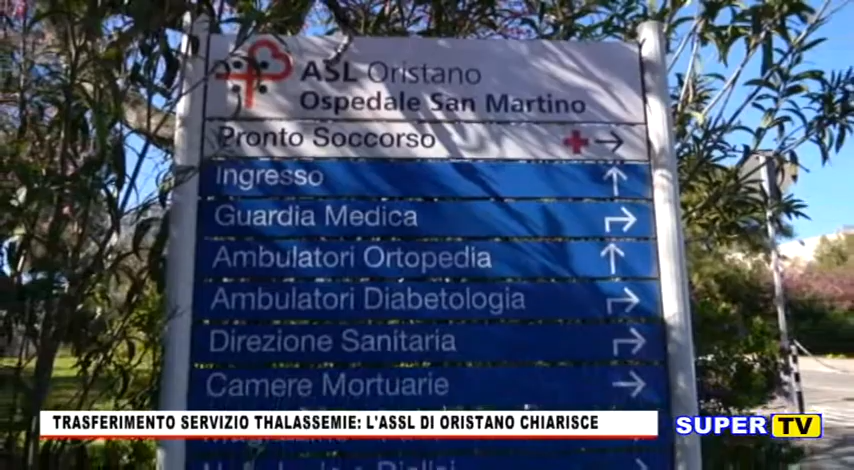 ASL Oristano
Ospedale San Martino
Pronto Soccorso
Ingresso
Guardia Medica
Ambulatori Ortopedia
Ambulatori Diabetologia
Direzione Sanitaria
Camere Mortuarie
TRASFERIMENTO SERVIZIO THALASSEMIE: L'ASSL DI ORISTANO CHIARISCE
SUPER TV